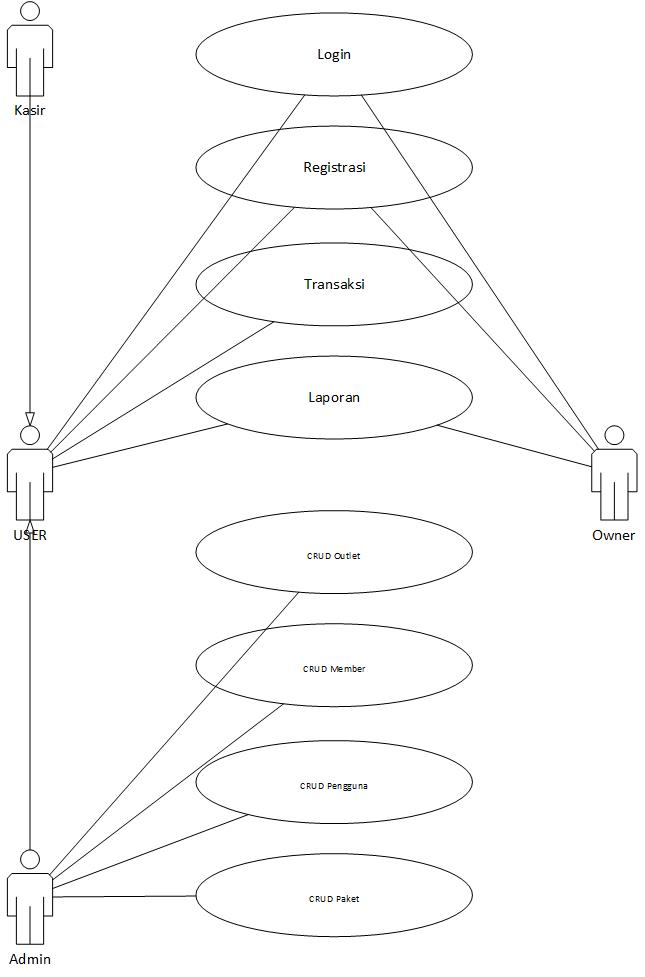 Login
Kasir
Registrasi
Transaksi
Laporan
USER
Owner
CRUD Outlet
CRUD Member
CRUD Pengguna
CRUD Paket
Admin